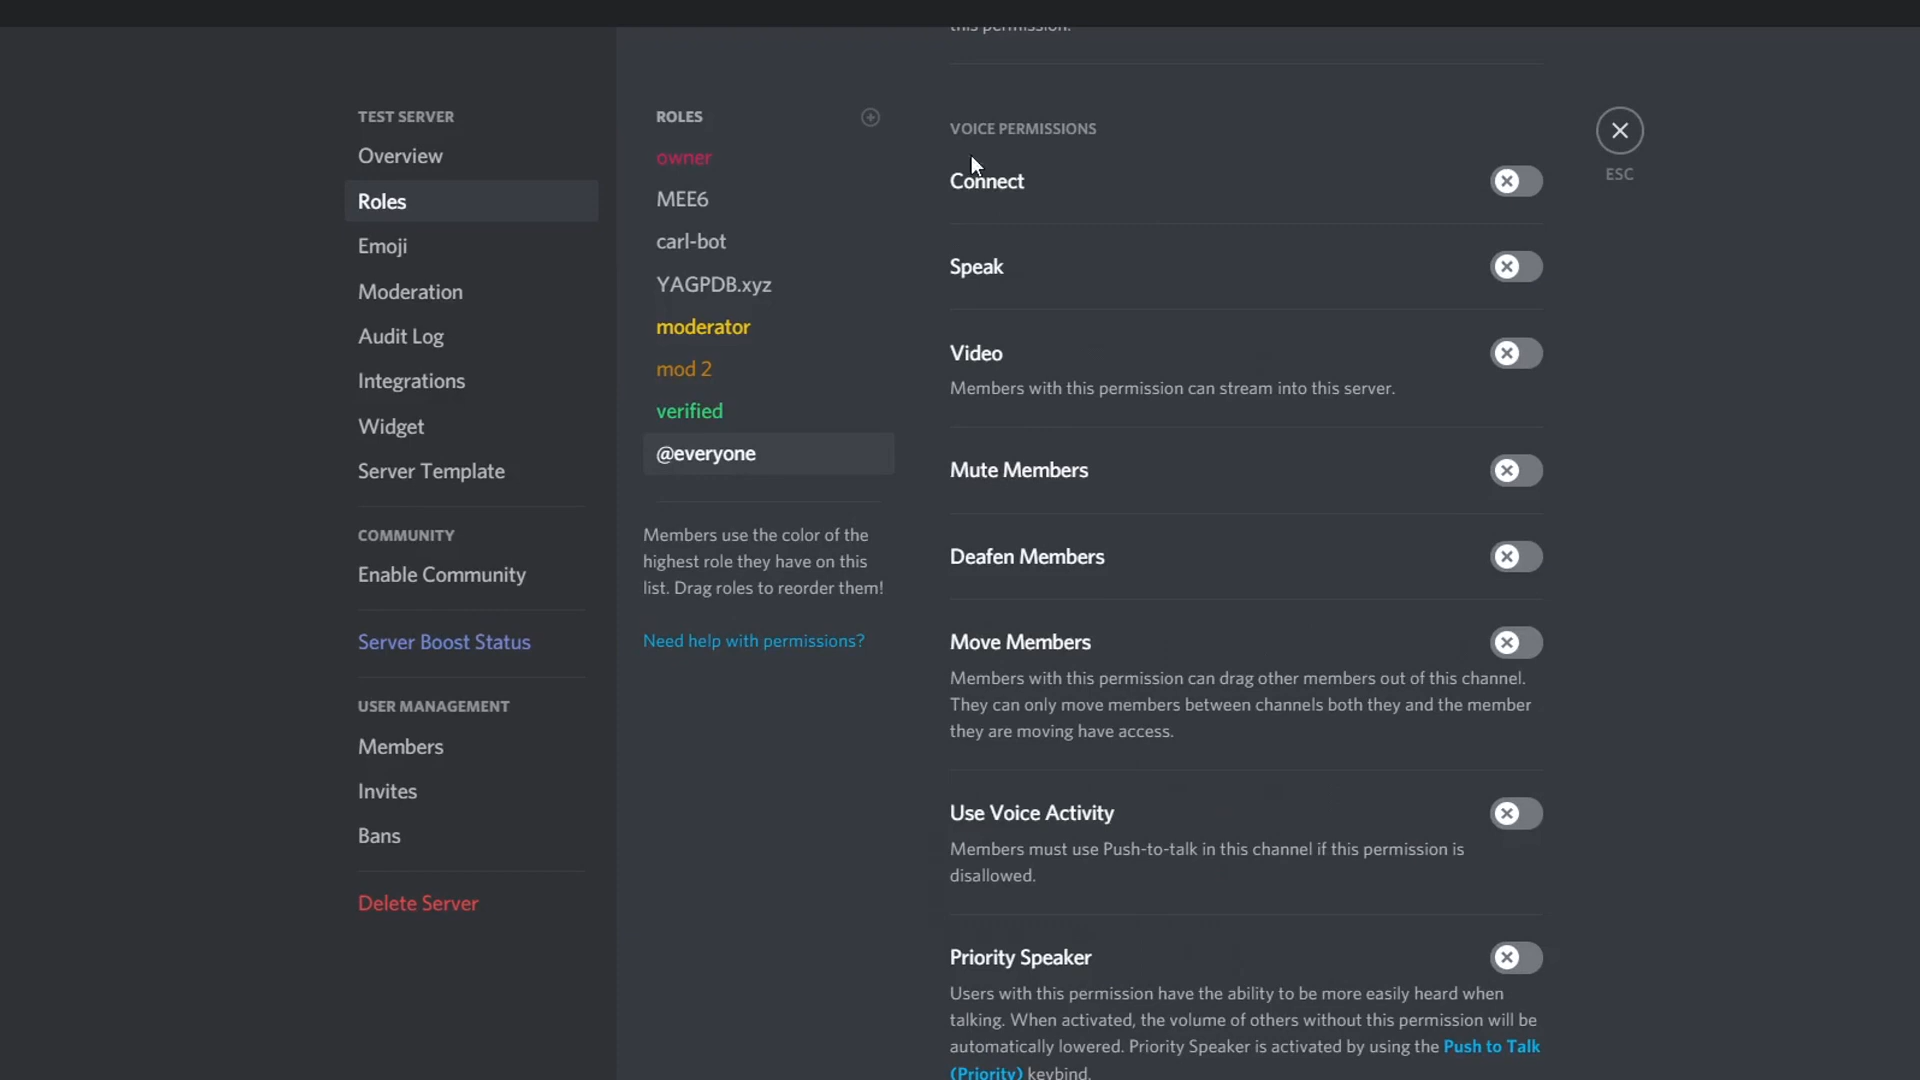 this permission.
TEST SERVER
Overview
Roles
Emoji
Moderation
Audit Log
Integrations
Widget
Server Template
COMMUNITY
Enable Community
Server Boost Status
USER MANAGEMENT
Members
Invites
Bans
Delete Server
ROLES
owner
MEE6
carl-bot
YAGPDB.xyz
moderator
mod 2
verified
@everyone
Members use the color of the
highest role they have on this
list. Drag roles to reorder them!
Need help with permissions?
VOICE PERMISSIONS
Connect
Speak
Video
Members with this permission can stream into this server.
Mute Members
Deafen Members
Move Members
Members with this permission can drag other members out of this channel.
They can only move members between channels both they and the member
they are moving have access.
Use Voice Activity
Members must use Push-to-talk in this channel if this permission is
disallowed.
Priority Speaker
Users with this permission have the ability to be more easily heard when
talking. When activated, the volume of others without this permission will be
automatically lowered. Priority Speaker is activated by using the Push to Talk
(Priority) keybind.
ESC